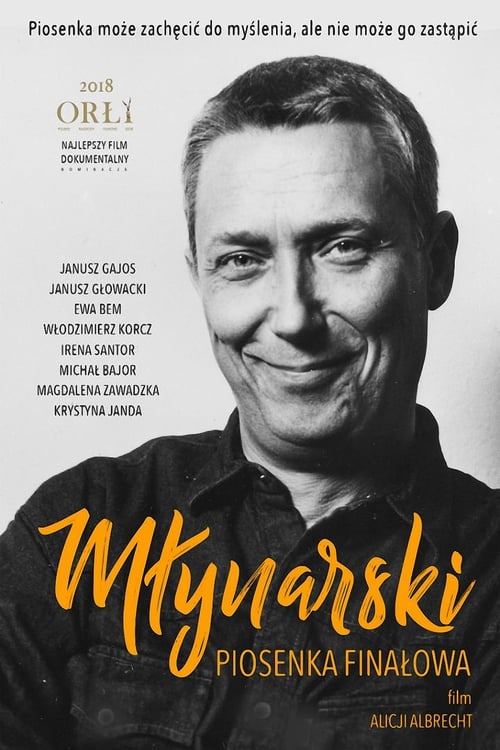 Piosenka może zachęcić do myślenia, ale nie może go zastąpić
2018
ORŁY
NAJLEPSZY FILM
DOKUMENTALNY
NOMINACJA
JANUSZ GAJOS
JANUSZ GŁOWACKI
EWA BEM
WŁODZIMIERZ KORCZ
IRENA SANTOR
MICHAŁ BAJOR
MAGDALENA ZAWADZKA
KRYSTYNA JANDA
Młynarski
PIOSENKA FINAŁOWA
film
ALICJI ALBRECHT